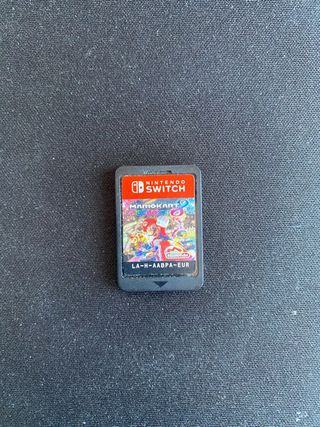 NINTENDO
SWITCH
MARIOKART 8
LA-H-AABPA-EUR